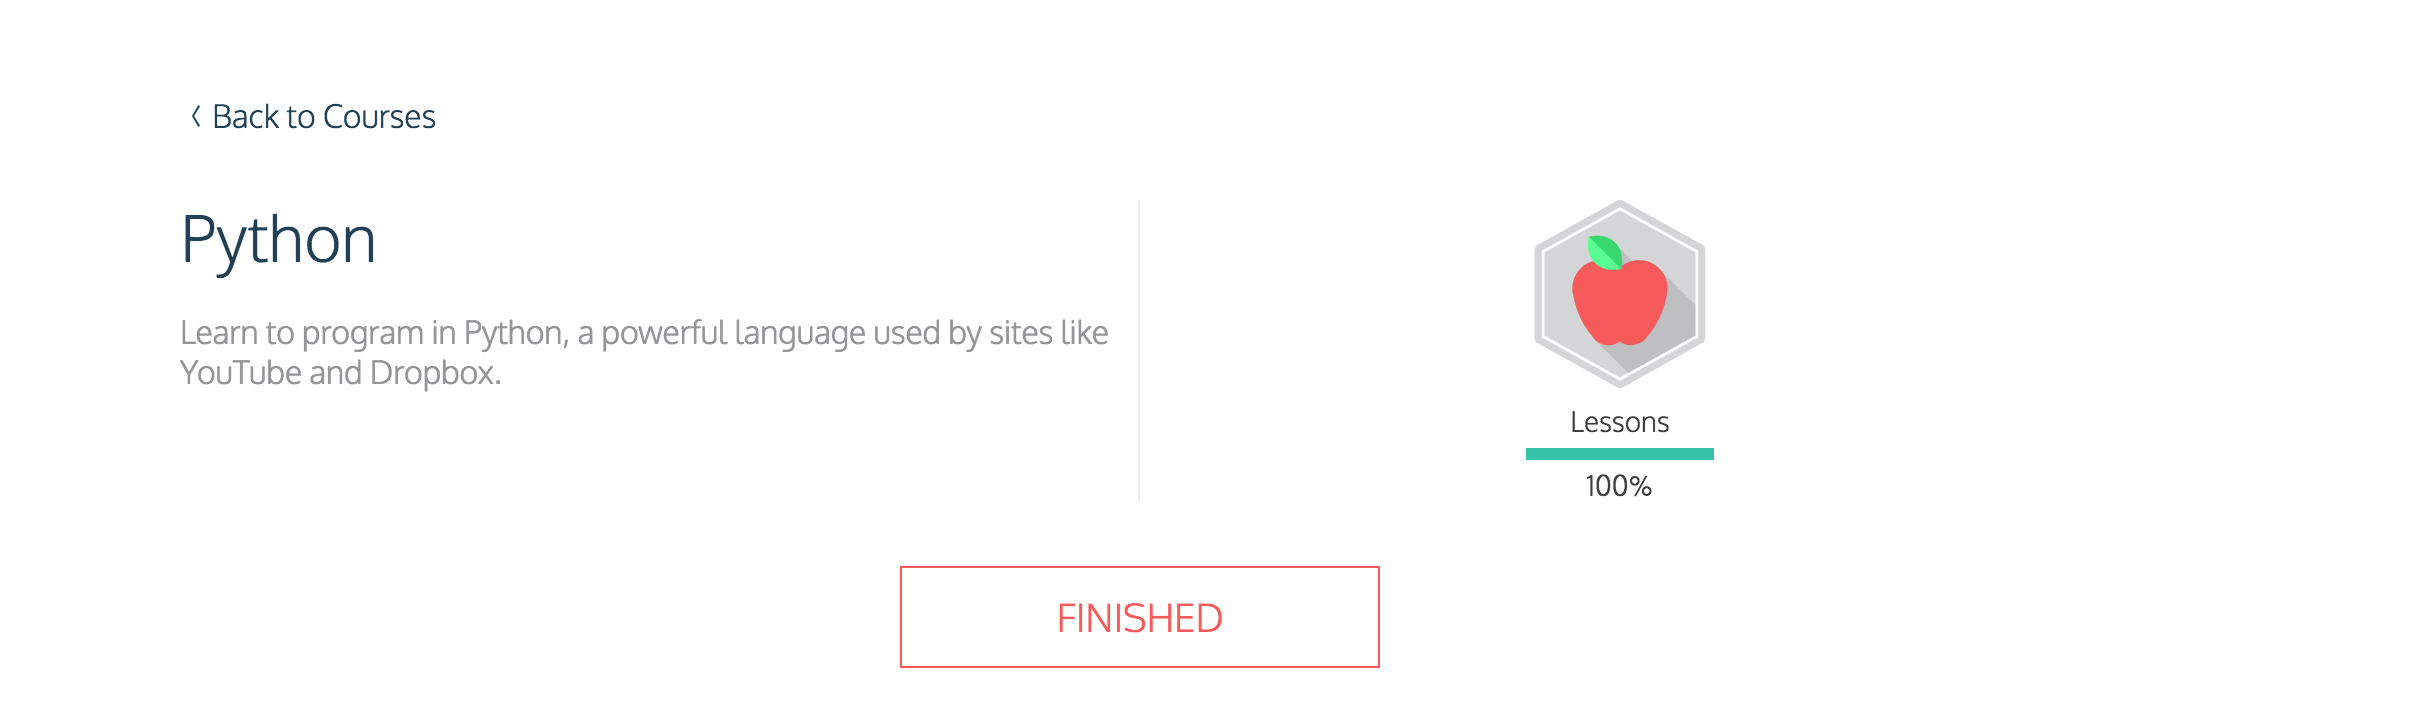 Back to Courses
Python
Learn to program in Python, a powerful language used by sites like
YouTube and Dropbox.
Lessons
100%
FINISHED